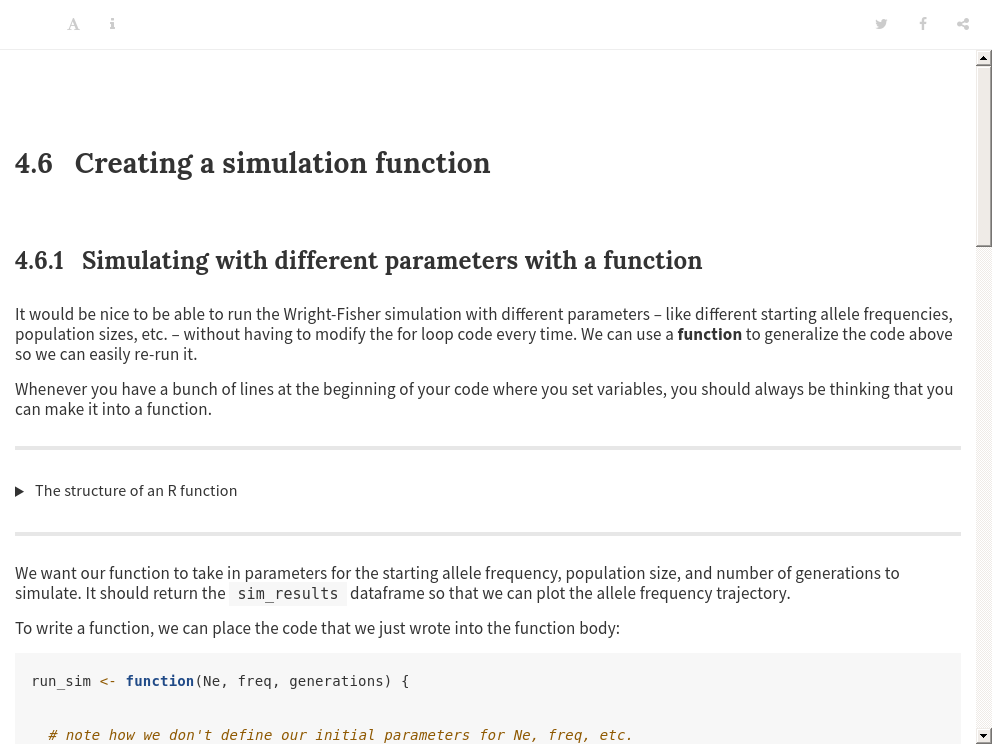 4.6 Creating a simulation function
4.6.1 Simulating with different parameters with a function
It would be nice to be able to run the Wright-Fisher simulation with different parameters – like different starting allele frequencies,
population sizes, etc. – without having to modify the for loop code every time. We can use a function to generalize the code above
so we can easily re-run it.
Whenever you have a bunch of lines at the beginning of your code where you set variables, you should always be thinking that you
can make it into a function.
The structure of an R function
We want our function to take in parameters for the starting allele frequency, population size, and number of generations to
simulate. It should return the sim_results dataframe so that we can plot the allele frequency trajectory.
To write a function, we can place the code that we just wrote into the function body:
run_sim <- function(Ne, freq, generations) {
# note how we don't define our initial parameters for Ne, freq, etc.